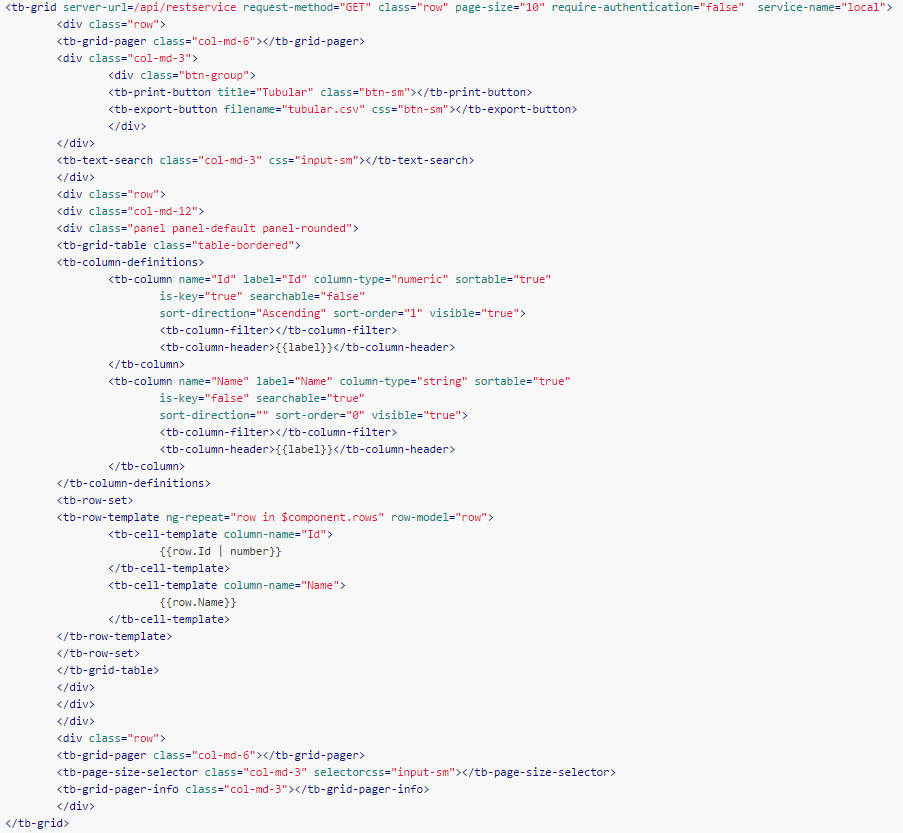 <tb-grid server-url=/api/restservice request-method="GET" class="row" page-size="10" require-authentication="false"  service-name="local">
        <div class="row">
        <tb-grid-pager class="col-md-6"></tb-grid-pager>
        <div class="col-md-3">
                <div class="btn-group">
                <tb-print-button title="Tubular" class="btn-sm"></tb-print-button>
                <tb-export-button filename="tubular.csv" css="btn-sm"></tb-export-button>
                </div>
        </div>
        <tb-text-search class="col-md-3" css="input-sm"></tb-text-search>
        </div>
        <div class="row">
        <div class="col-md-12">
        <div class="panel panel-default panel-rounded">
        <tb-grid-table class="table-bordered">
        <tb-column-definitions>
                <tb-column name="Id" label="Id" column-type="numeric" sortable="true"
                        is-key="true" searchable="false"
                        sort-direction="Ascending" sort-order="1" visible="true">
                        <tb-column-filter></tb-column-filter>
                        <tb-column-header>{{label}}</tb-column-header>
                </tb-column>
                <tb-column name="Name" label="Name" column-type="string" sortable="true"
                        is-key="false" searchable="true"
                        sort-direction="" sort-order="0" visible="true">
                        <tb-column-filter></tb-column-filter>
                        <tb-column-header>{{label}}</tb-column-header>
                </tb-column>
        </tb-column-definitions>
        <tb-row-set>
        <tb-row-template ng-repeat="row in $component.rows" row-model="row">
                <tb-cell-template column-name="Id">
                        {{row.Id | number}}
                </tb-cell-template>
                <tb-cell-template column-name="Name">
                        {{row.Name}}
                </tb-cell-template>
        </tb-row-template>
        </tb-row-set>
        </tb-grid-table>
        </div>
        </div>
        </div>
        <div class="row">
        <tb-grid-pager class="col-md-6"></tb-grid-pager>
        <tb-page-size-selector class="col-md-3" selectorcss="input-sm"></tb-page-size-selector>
        <tb-grid-pager-info class="col-md-3"></tb-grid-pager-info>
        </div>
</tb-grid>